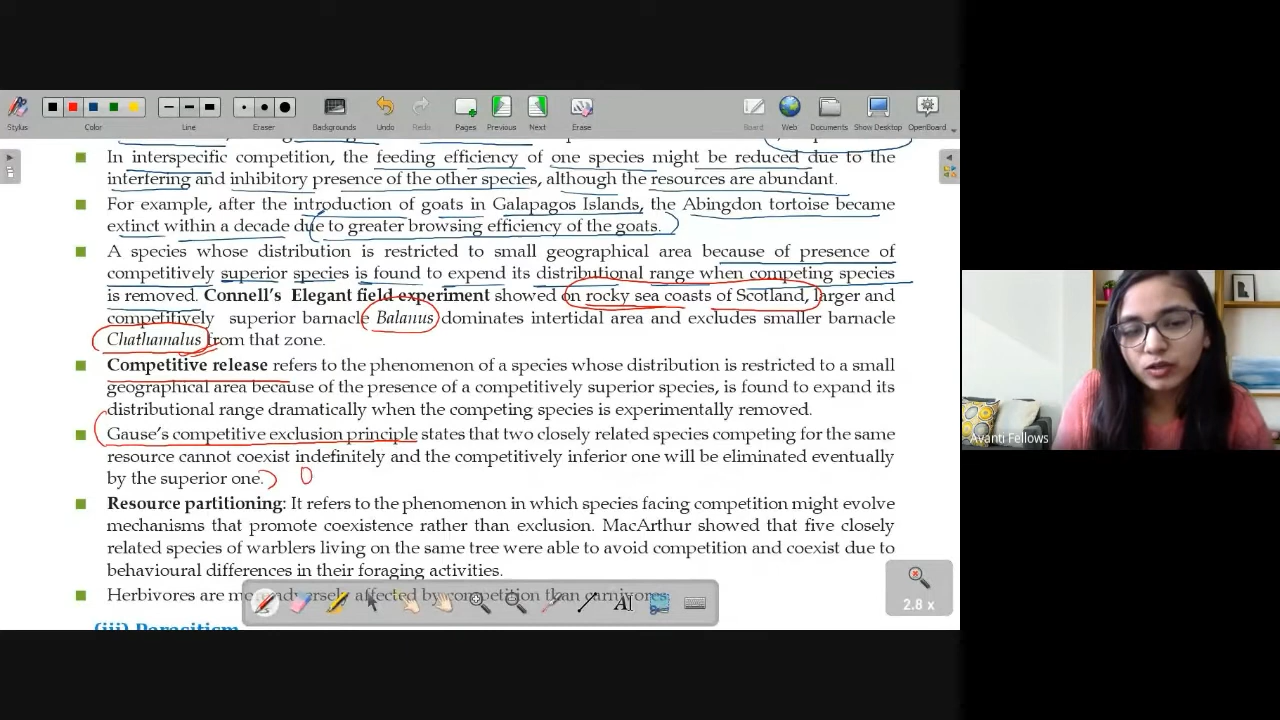 Stylus
Color
Line
Eraser
Backgrounds
Undo
Redo
Pages
Previous
Next
Erase
Board
Web
Documents
Show Desktop
OpenBoard
In interspecific competition, the feeding efficiency of one species might be reduced due to the
interfering and inhibitory presence of the other species, although the resources are abundant.
For example, after the introduction of goats in Galapagos Islands, the Abingdon tortoise became
extinct within a decade due to greater browsing efficiency of the goats.
A species whose distribution is restricted to small geographical area because of presence of
competitively superior species is found to expend its distributional range when competing species
is removed. Connell's Elegant field experiment showed on rocky sea coasts of Scotland, larger and
competitively superior barnacle Balanus dominates intertidal area and excludes smaller barnacle
Chathamalus from that zone.
Competitive release refers to the phenomenon of a species whose distribution is restricted to a small
geographical area because of the presence of a competitively superior species, is found to expand its
distributional range dramatically when the competing species is experimentally removed.
Gause's competitive exclusion principle states that two closely related species competing for the same
resource cannot coexist indefinitely and the competitively inferior one will be eliminated eventually
by the superior one.
Resource partitioning: It refers to the phenomenon in which species facing competition might evolve
mechanisms that promote coexistence rather than exclusion. MacArthur showed that five closely
related species of warblers living on the same tree were able to avoid competition and coexist due to
behavioural differences in their foraging activities.
Herbivores are more adversely affected by competition than carnivores.
(iii) Parasitism
2.8 x
Avanti Fellows